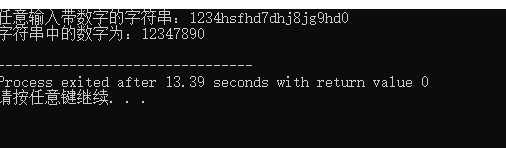 任意输入带数字的字符串：1234hsfhd7dhj8jg9hd0
字符串中的数字为：12347890
--------------------------------
Process exited after 13.39 seconds with return value 0
请按任意键继续. . .